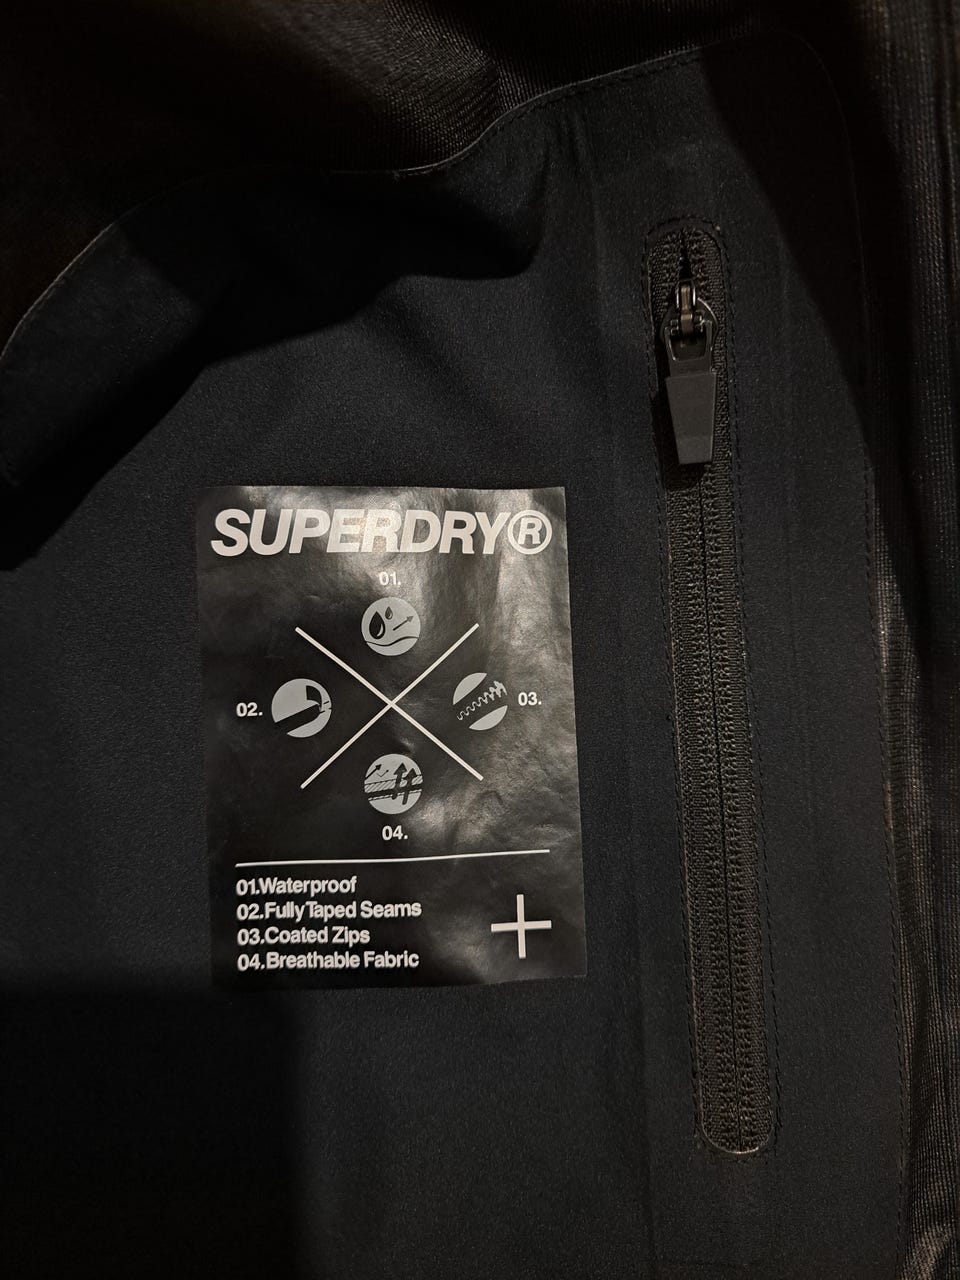 SUPERDRY®
01.
02.
03.
04.
01.Waterproof
02.Fully Taped Seams
03.Coated Zips
04.Breathable Fabric